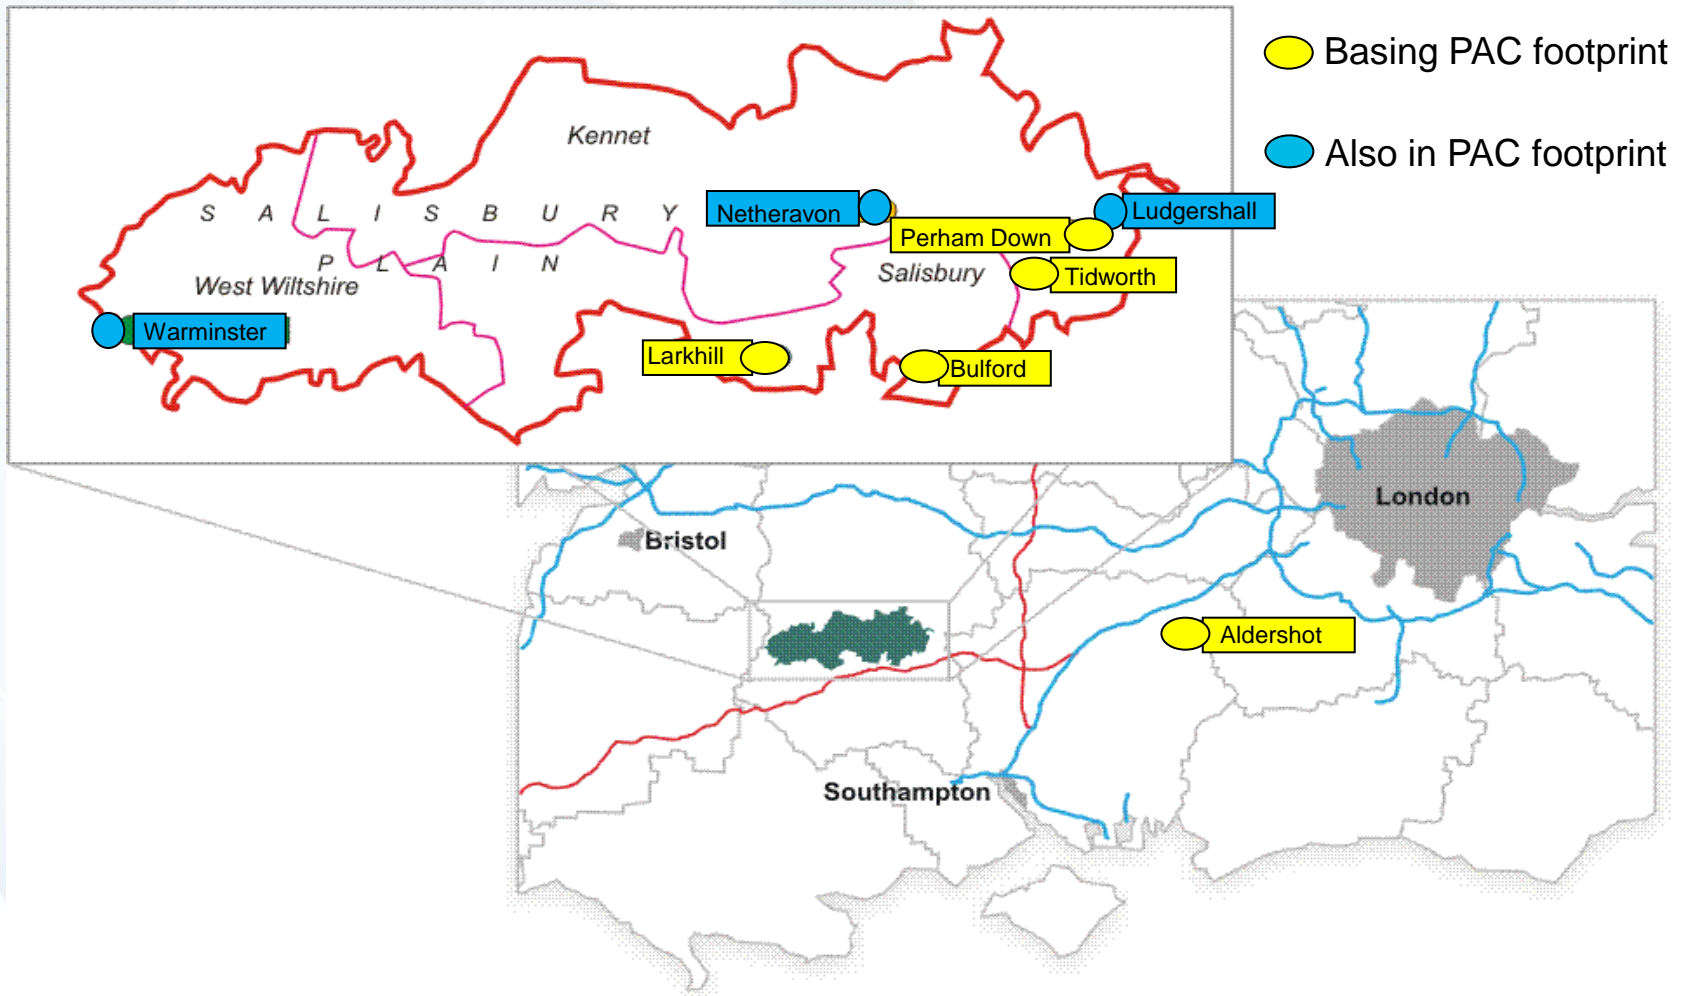 Basing PAC footprint
Also in PAC footprint
Kennet
S A L I S B U R Y
P L A I N
Netheravon
Ludgershall
Perham Down
Salisbury
Tidworth
West Wiltshire
Warminster
Larkhill
Bulford
London
Bristol
Aldershot
Southampton